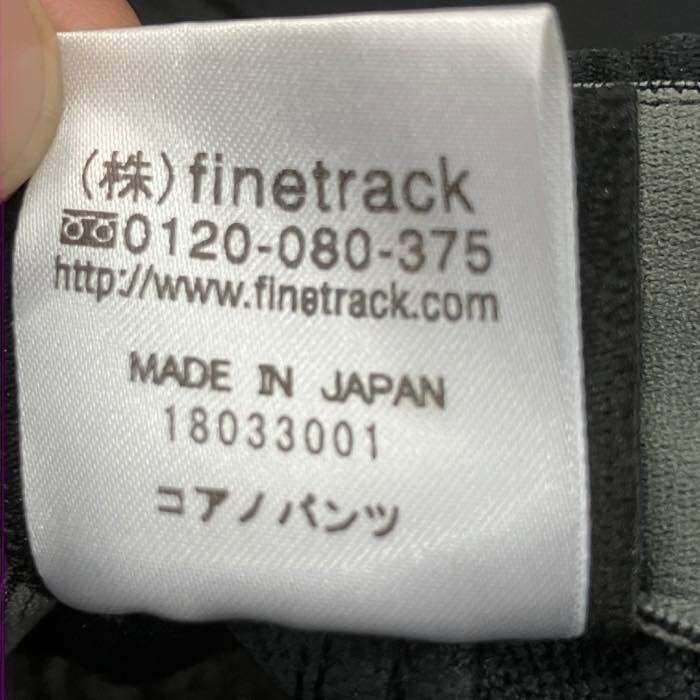 (株)finetrack
0120-080-375
http://www.finetrack.com
MADE IN JAPAN
18033001
コアノパンツ